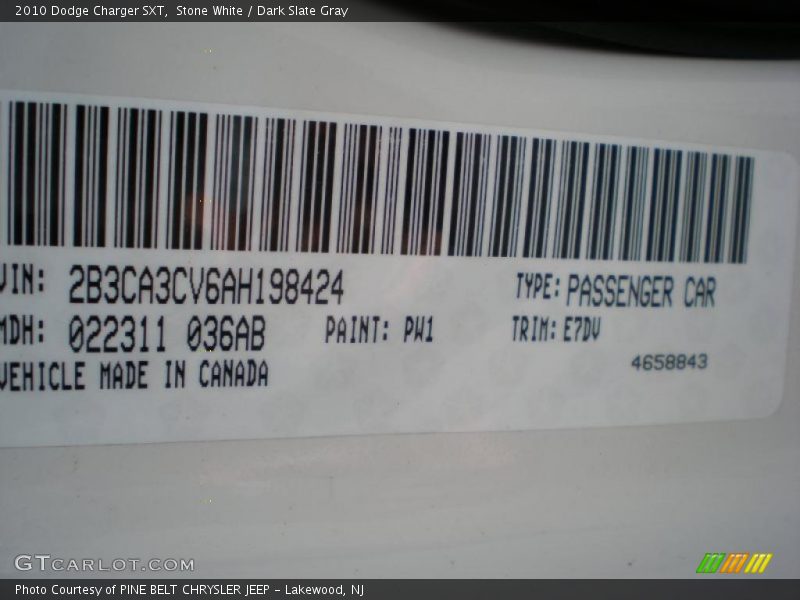 2010 Dodge Charger SXT, Stone White / Dark Slate Gray
VIN: 2B3CA3CV6AH198424 TYPE: PASSENGER CAR
MDH: 022311 036AB PAINT: PW1 TRIM: E7DV
VEHICLE MADE IN CANADA
4658843
GTCARLOT.COM
Photo Courtesy of PINE BELT CHRYSLER JEEP - Lakewood, NJ